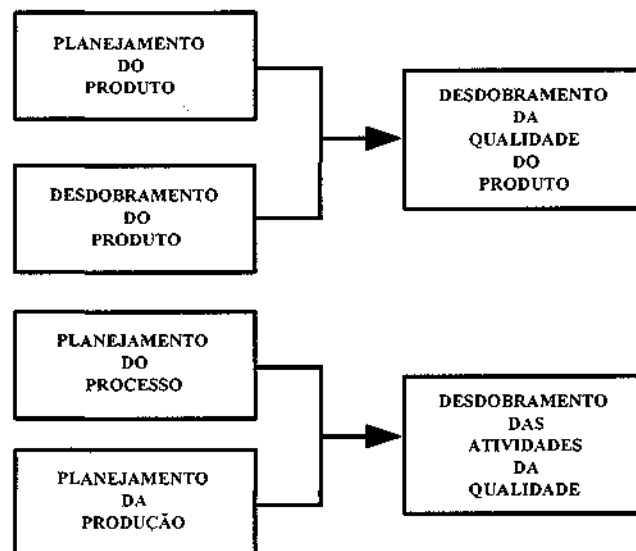 PLANEJAMENTO
DO
PRODUTO
DESDOBRAMENTO
DO
PRODUTO
DESDOBRAMENTO
DA
QUALIDADE
DO
PRODUTO
PLANEJAMENTO
DO
PROCESSO
PLANEJAMENTO
DA
PRODUÇÃO
DESDOBRAMENTO
DAS
ATIVIDADES
DA
QUALIDADE